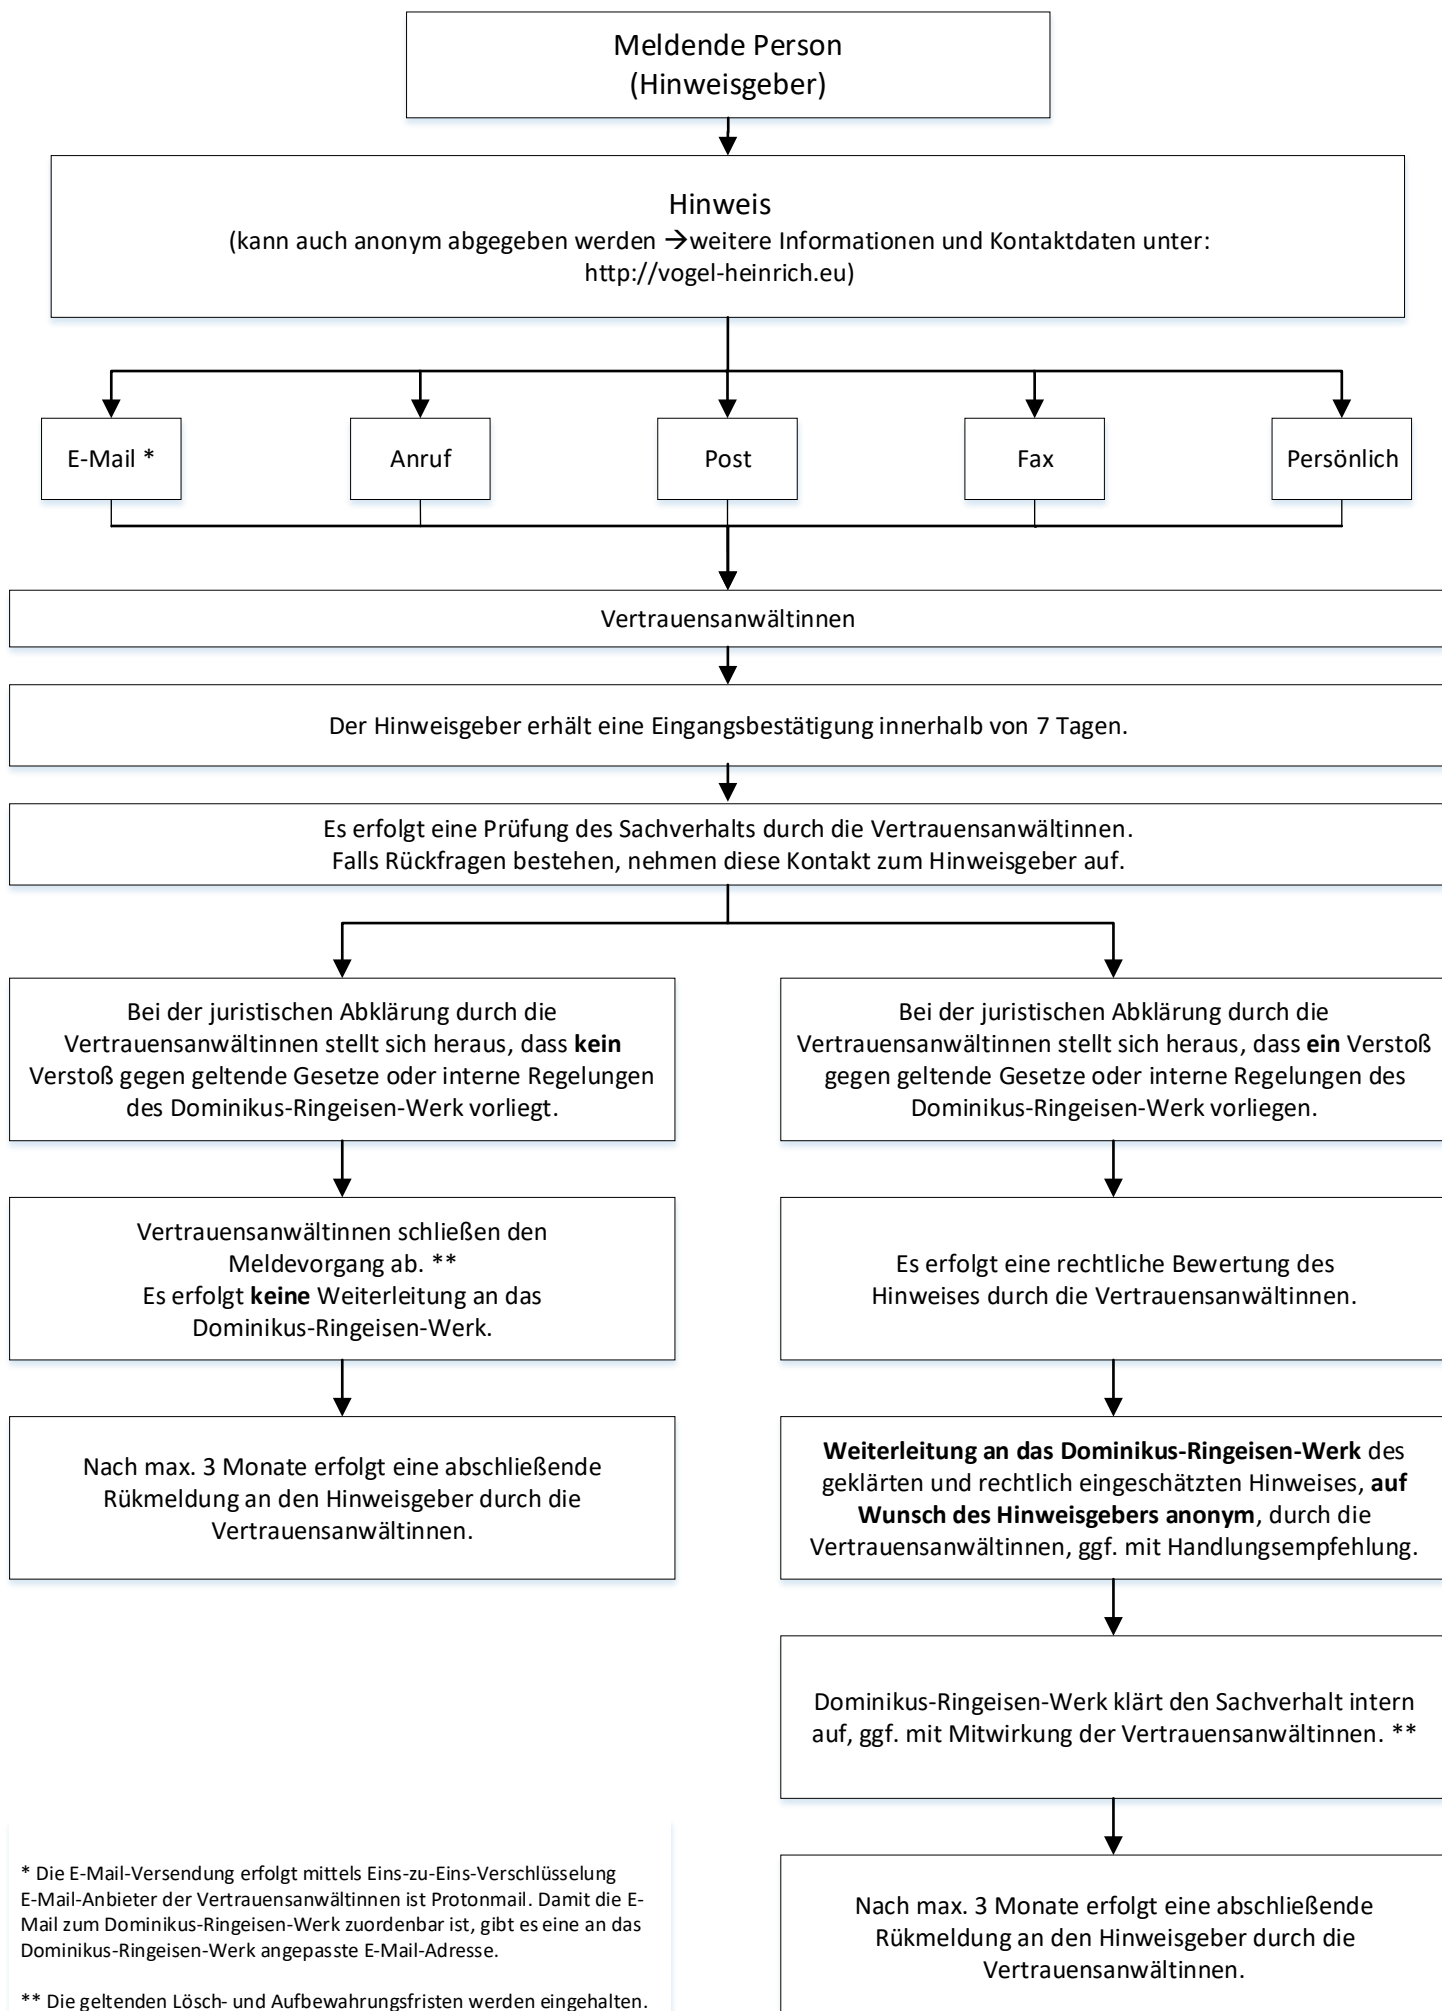 Meldende Person
(Hinweisgeber)
Hinweis
(kann auch anonym abgegeben werden →weitere Informationen und Kontaktdaten unter:
http://vogel-heinrich.eu)
E-Mail *
Anruf
Post
Fax
Persönlich
Vertrauensanwältinnen
Der Hinweisgeber erhält eine Eingangsbestätigung innerhalb von 7 Tagen.
Es erfolgt eine Prüfung des Sachverhalts durch die Vertrauensanwältinnen.
Falls Rückfragen bestehen, nehmen diese Kontakt zum Hinweisgeber auf.
Bei der juristischen Abklärung durch die
Vertrauensanwältinnen stellt sich heraus, dass kein
Verstoß gegen geltende Gesetze oder interne Regelungen
des Dominikus-Ringeisen-Werk vorliegt.
Bei der juristischen Abklärung durch die
Vertrauensanwältinnen stellt sich heraus, dass ein Verstoß
gegen geltende Gesetze oder interne Regelungen des
Dominikus-Ringeisen-Werk vorliegen.
Vertrauensanwältinnen schließen den
Meldevorgang ab. **
Es erfolgt keine Weiterleitung an das
Dominikus-Ringeisen-Werk.
Es erfolgt eine rechtliche Bewertung des
Hinweises durch die Vertrauensanwältinnen.
Nach max. 3 Monate erfolgt eine abschließende
Rükmeldung an den Hinweisgeber durch die
Vertrauensanwältinnen.
Weiterleitung an das Dominikus-Ringeisen-Werk des
geklärten und rechtlich eingeschätzten Hinweises, auf
Wunsch des Hinweisgebers anonym, durch die
Vertrauensanwältinnen, ggf. mit Handlungsempfehlung.
Dominikus-Ringeisen-Werk klärt den Sachverhalt intern
auf, ggf. mit Mitwirkung der Vertrauensanwältinnen. **
Nach max. 3 Monate erfolgt eine abschließende
Rükmeldung an den Hinweisgeber durch die
Vertrauensanwältinnen.
* Die E-Mail-Versendung erfolgt mittels Eins-zu-Eins-Verschlüsselung
E-Mail-Anbieter der Vertrauensanwältinnen ist Protonmail. Damit die E-
Mail zum Dominikus-Ringeisen-Werk zuordenbar ist, gibt es eine an das
Dominikus-Ringeisen-Werk angepasste E-Mail-Adresse.
** Die geltenden Lösch- und Aufbewahrungsfristen werden eingehalten.